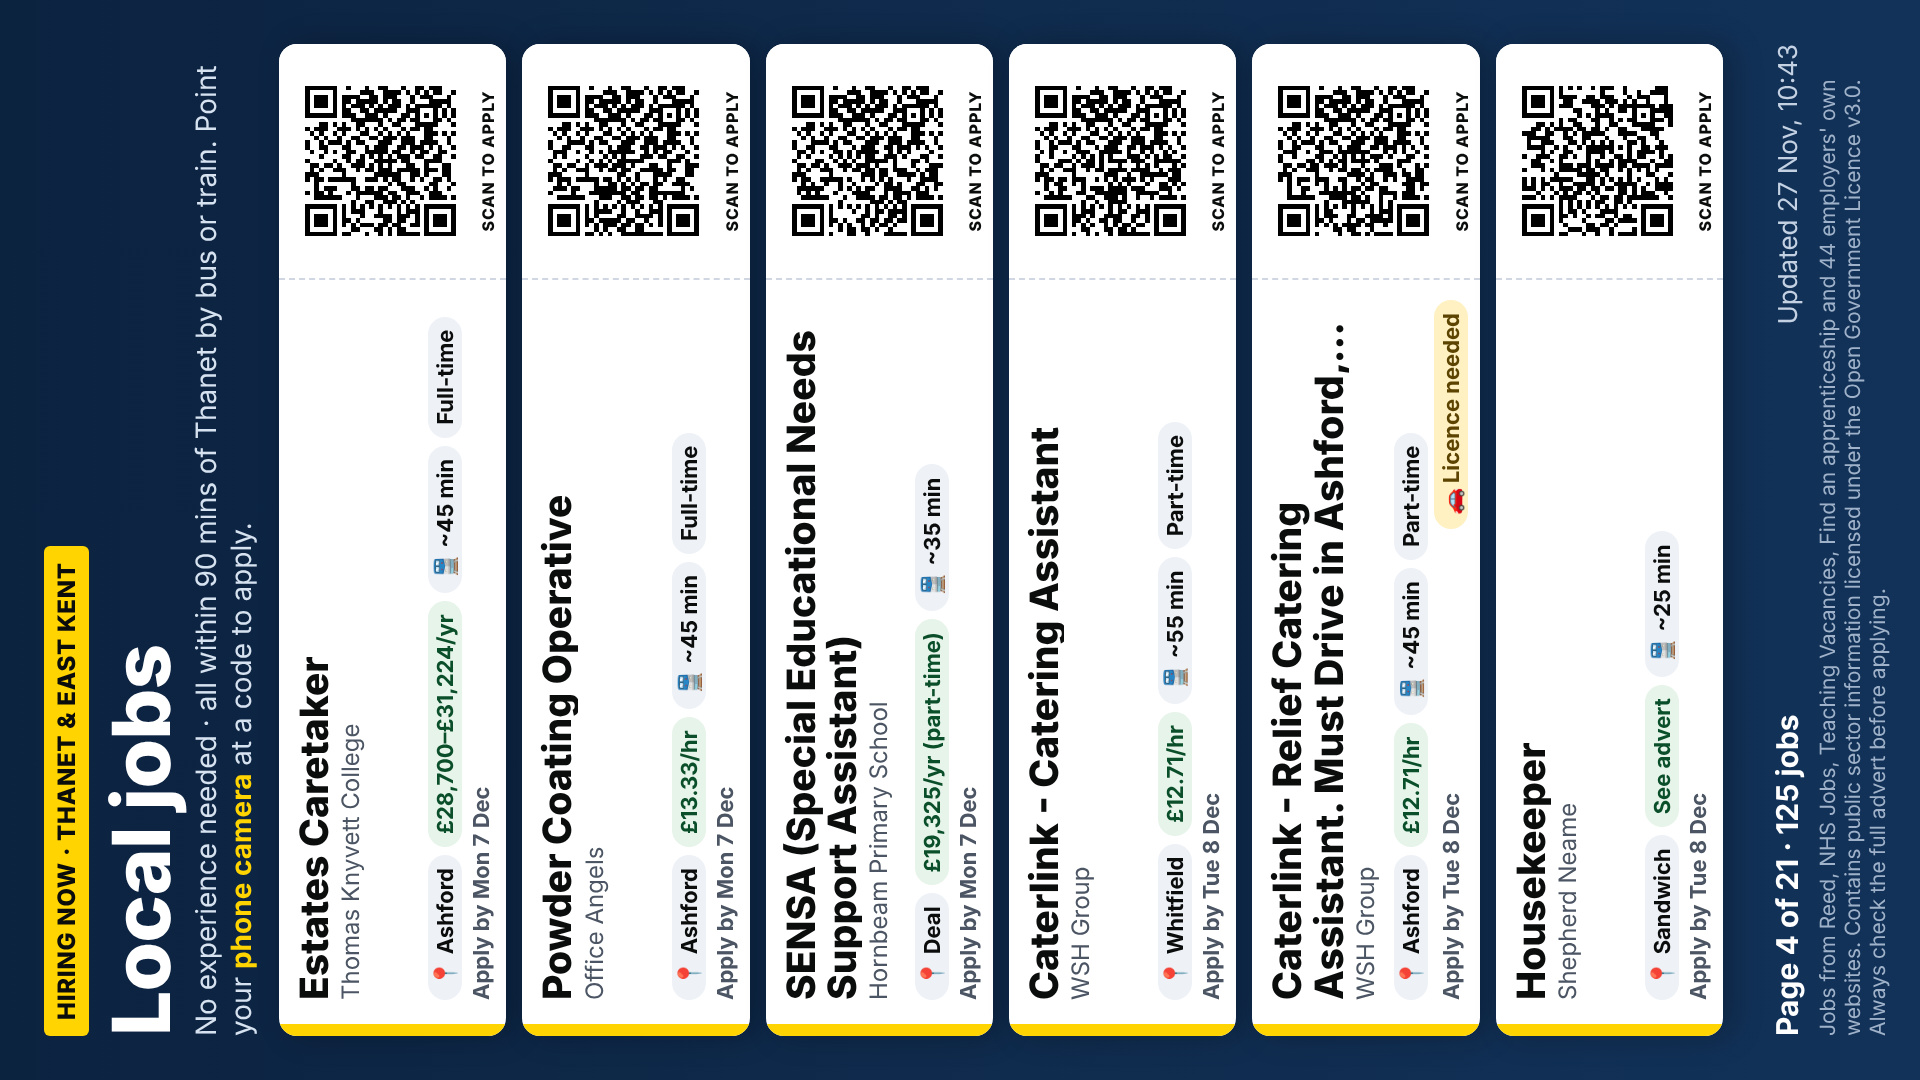 HIRING NOW · THANET & EAST KENT
Local jobs
No experience needed · all within 90 mins of Thanet by bus or train. Point
your phone camera at a code to apply.
Estates Caretaker
Thomas Knyvett College
📍 Ashford
£28,700–£31,224/yr
🚆 ~45 min
Full-time
Apply by Mon 7 Dec
SCAN TO APPLY
Powder Coating Operative
Office Angels
📍 Ashford
£13.33/hr
🚆 ~45 min
Full-time
Apply by Mon 7 Dec
SCAN TO APPLY
SENSA (Special Educational Needs
Support Assistant)
Hornbeam Primary School
📍 Deal
£19,325/yr (part-time)
🚆 ~35 min
Apply by Mon 7 Dec
SCAN TO APPLY
Caterlink - Catering Assistant
WSH Group
📍 Whitfield
£12.71/hr
🚆 ~55 min
Part-time
Apply by Tue 8 Dec
SCAN TO APPLY
Caterlink - Relief Catering
Assistant. Must Drive in Ashford,…
WSH Group
📍 Ashford
£12.71/hr
🚆 ~45 min
Part-time
🚗 Licence needed
Apply by Tue 8 Dec
SCAN TO APPLY
Housekeeper
Shepherd Neame
📍 Sandwich
See advert
🚆 ~25 min
Apply by Tue 8 Dec
SCAN TO APPLY
Page 4 of 21 · 125 jobs
Updated 27 Nov, 10:43
Jobs from Reed, NHS Jobs, Teaching Vacancies, Find an apprenticeship and 44 employers' own
websites. Contains public sector information licensed under the Open Government Licence v3.0.
Always check the full advert before applying.